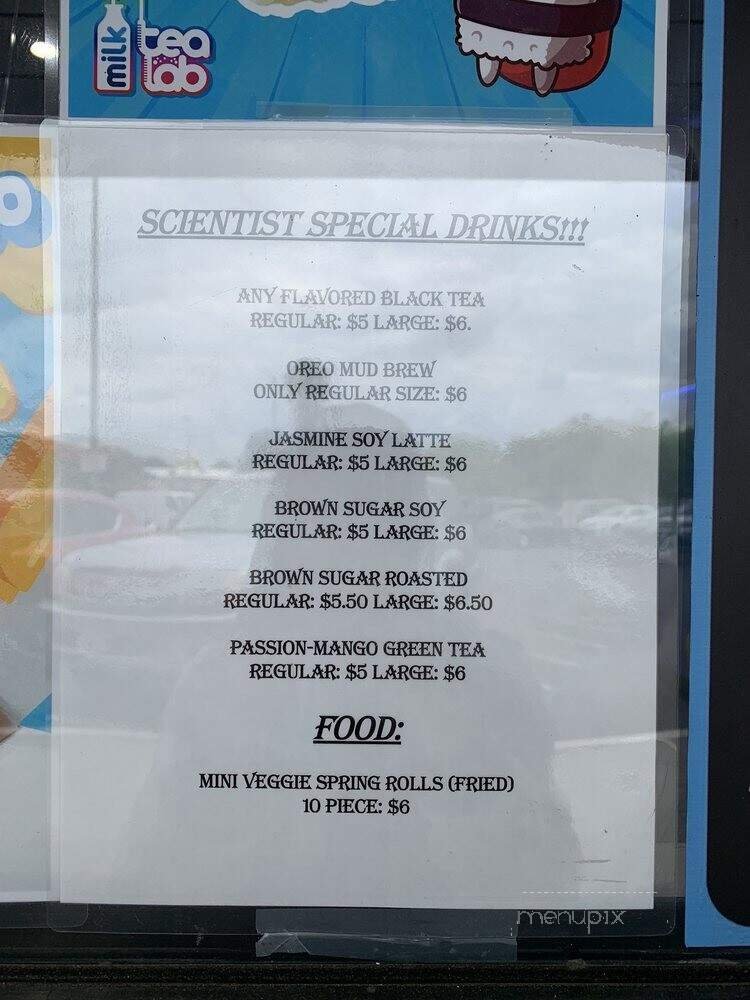 milk tea
lab
SCIENTIST SPECIAL DRINKS!!!
ANY FLAVORED BLACK TEA
REGULAR: $5 LARGE: $6.
OREO MUD BREW
ONLY REGULAR SIZE: $6
JASMINE SOY LATTE
REGULAR: $5 LARGE: $6
BROWN SUGAR SOY
REGULAR: $5 LARGE: $6
BROWN SUGAR ROASTED
REGULAR: $5.50 LARGE: $6.50
PASSION-MANGO GREEN TEA
REGULAR: $5 LARGE: $6
FOOD:
MINI VEGGIE SPRING ROLLS (FRIED)
10 PIECE: $6
menupix